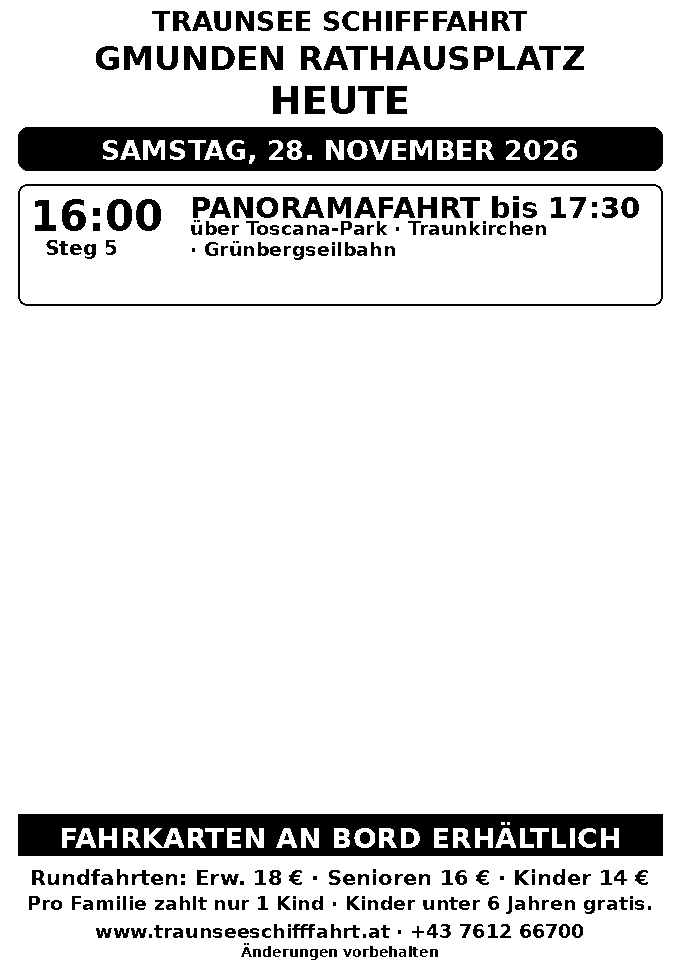 TRAUNSEE SCHIFFFAHRT
GMUNDEN RATHAUSPLATZ
HEUTE
SAMSTAG, 28. NOVEMBER 2026
16:00
Steg 5
PANORAMAFAHRT bis 17:30
über Toscana-Park · Traunkirchen
· Grünbergseilbahn
FAHRKARTEN AN BORD ERHÄLTLICH
Rundfahrten: Erw. 18 € · Senioren 16 € · Kinder 14 €
Pro Familie zahlt nur 1 Kind · Kinder unter 6 Jahren gratis.
www.traunseeschifffahrt.at · +43 7612 66700
Änderungen vorbehalten